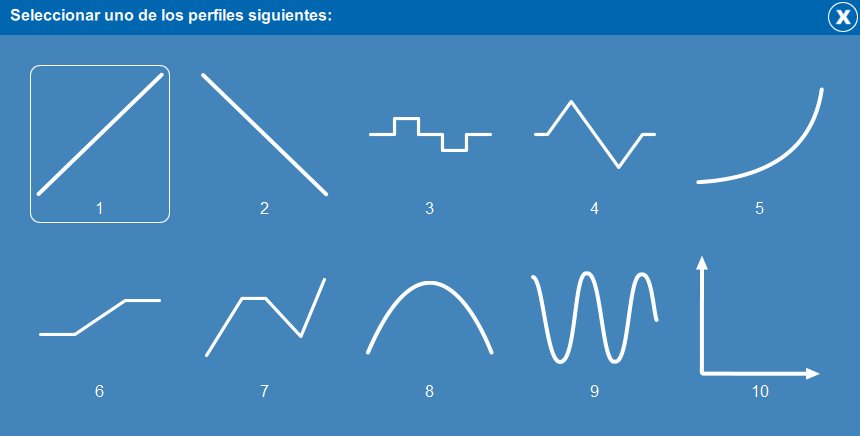 Seleccionar uno de los perfiles siguientes:
X
1 2 3 4 5
6 7 8 9 10